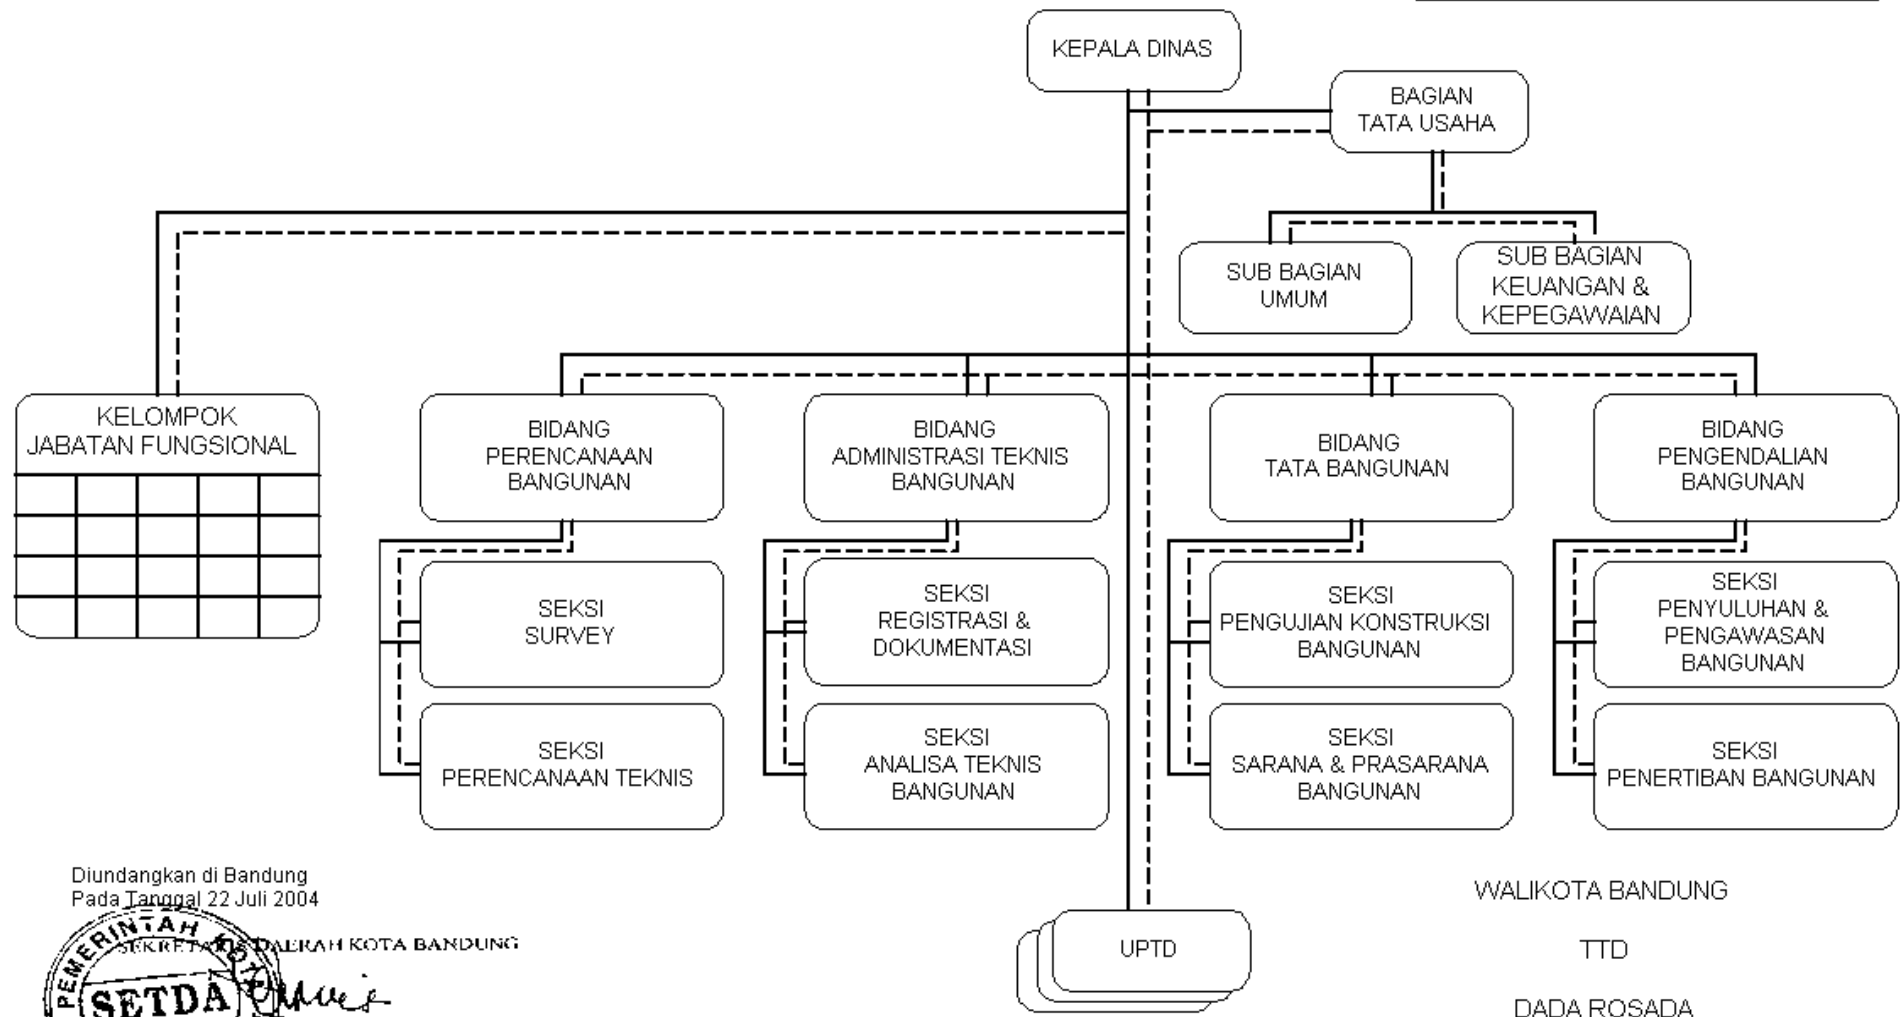 KEPALA DINAS
BAGIAN
TATA USAHA
SUB BAGIAN
UMUM
SUB BAGIAN
KEUANGAN &
KEPEGAWAIAN
KELOMPOK
JABATAN FUNGSIONAL
BIDANG
PERENCANAAN
BANGUNAN
BIDANG
ADMINISTRASI TEKNIS
BANGUNAN
BIDANG
TATA BANGUNAN
BIDANG
PENGENDALIAN
BANGUNAN
SEKSI
SURVEY
SEKSI
REGISTRASI &
DOKUMENTASI
SEKSI
PENGUJIAN KONSTRUKSI
BANGUNAN
SEKSI
PENYULUHAN &
PENGAWASAN
BANGUNAN
SEKSI
PERENCANAAN TEKNIS
SEKSI
ANALISA TEKNIS
BANGUNAN
SEKSI
SARANA & PRASARANA
BANGUNAN
SEKSI
PENERTIBAN BANGUNAN
UPTD
Diundangkan di Bandung
Pada Tanggal 22 Juli 2004
SEKRETARIS DAERAH KOTA BANDUNG
PEMERINTAH KOTA
SETDA
WALIKOTA BANDUNG
TTD
DADA ROSADA